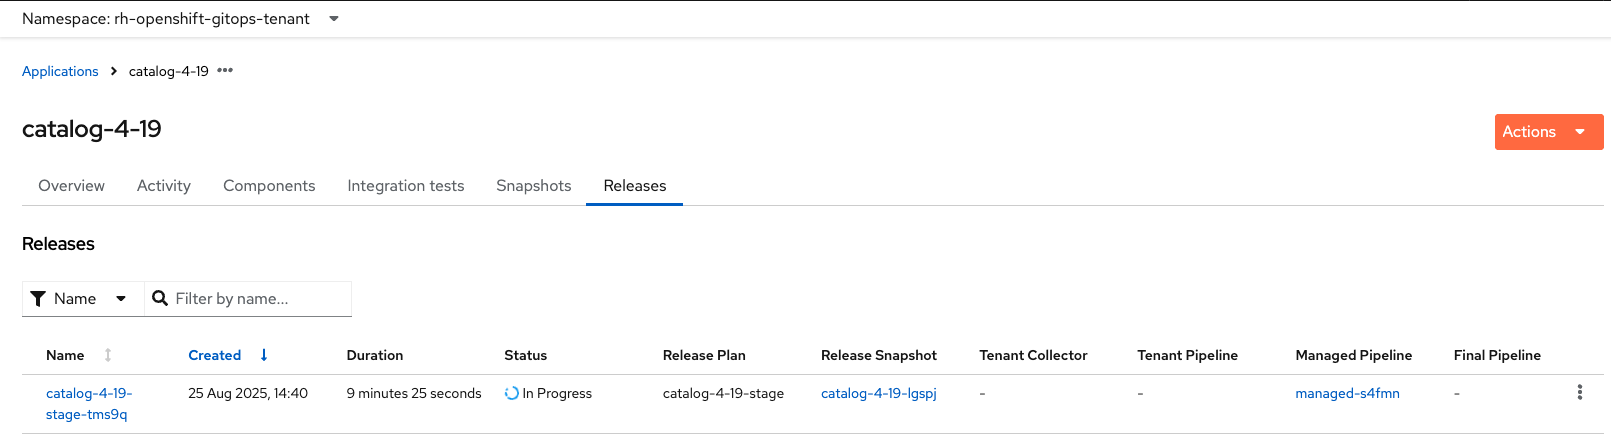 Namespace: rh-openshift-gitops-tenant
Applications > catalog-4-19 •••
catalog-4-19
Actions
Overview Activity Components Integration tests Snapshots Releases
Releases
Name Filter by name...
Name Created Duration Status Release Plan Release Snapshot Tenant Collector Tenant Pipeline Managed Pipeline Final Pipeline
catalog-4-19- 25 Aug 2025, 14:40 9 minutes 25 seconds In Progress catalog-4-19-stage catalog-4-19-lgspj - - managed-s4fmn -
stage-tms9q